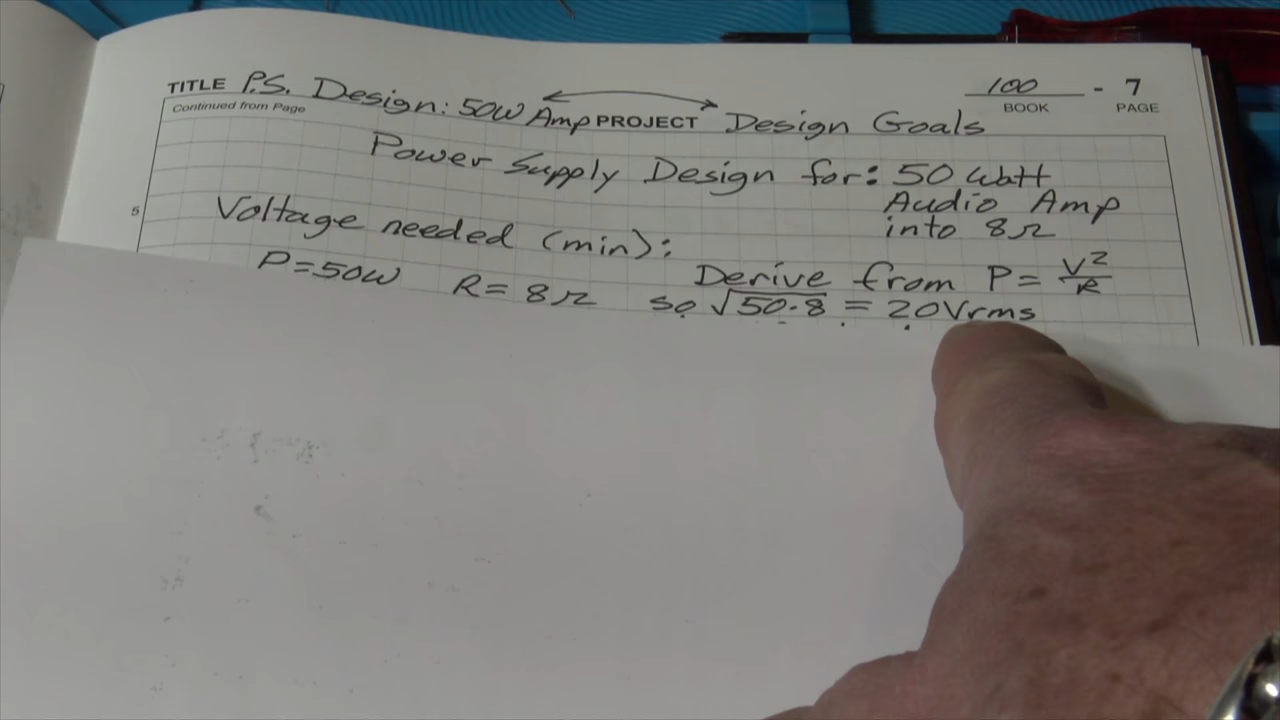 TITLE P.S. Design: 50W Amp PROJECT Design Goals
100 - 7
BOOK PAGE
Continued from Page
Power Supply Design for: 50 Watt
Audio Amp
into 8Ω
5
Voltage needed (min):
P=50W R=8Ω
Derive from P=V²/R
so √50·8 = 20Vrms